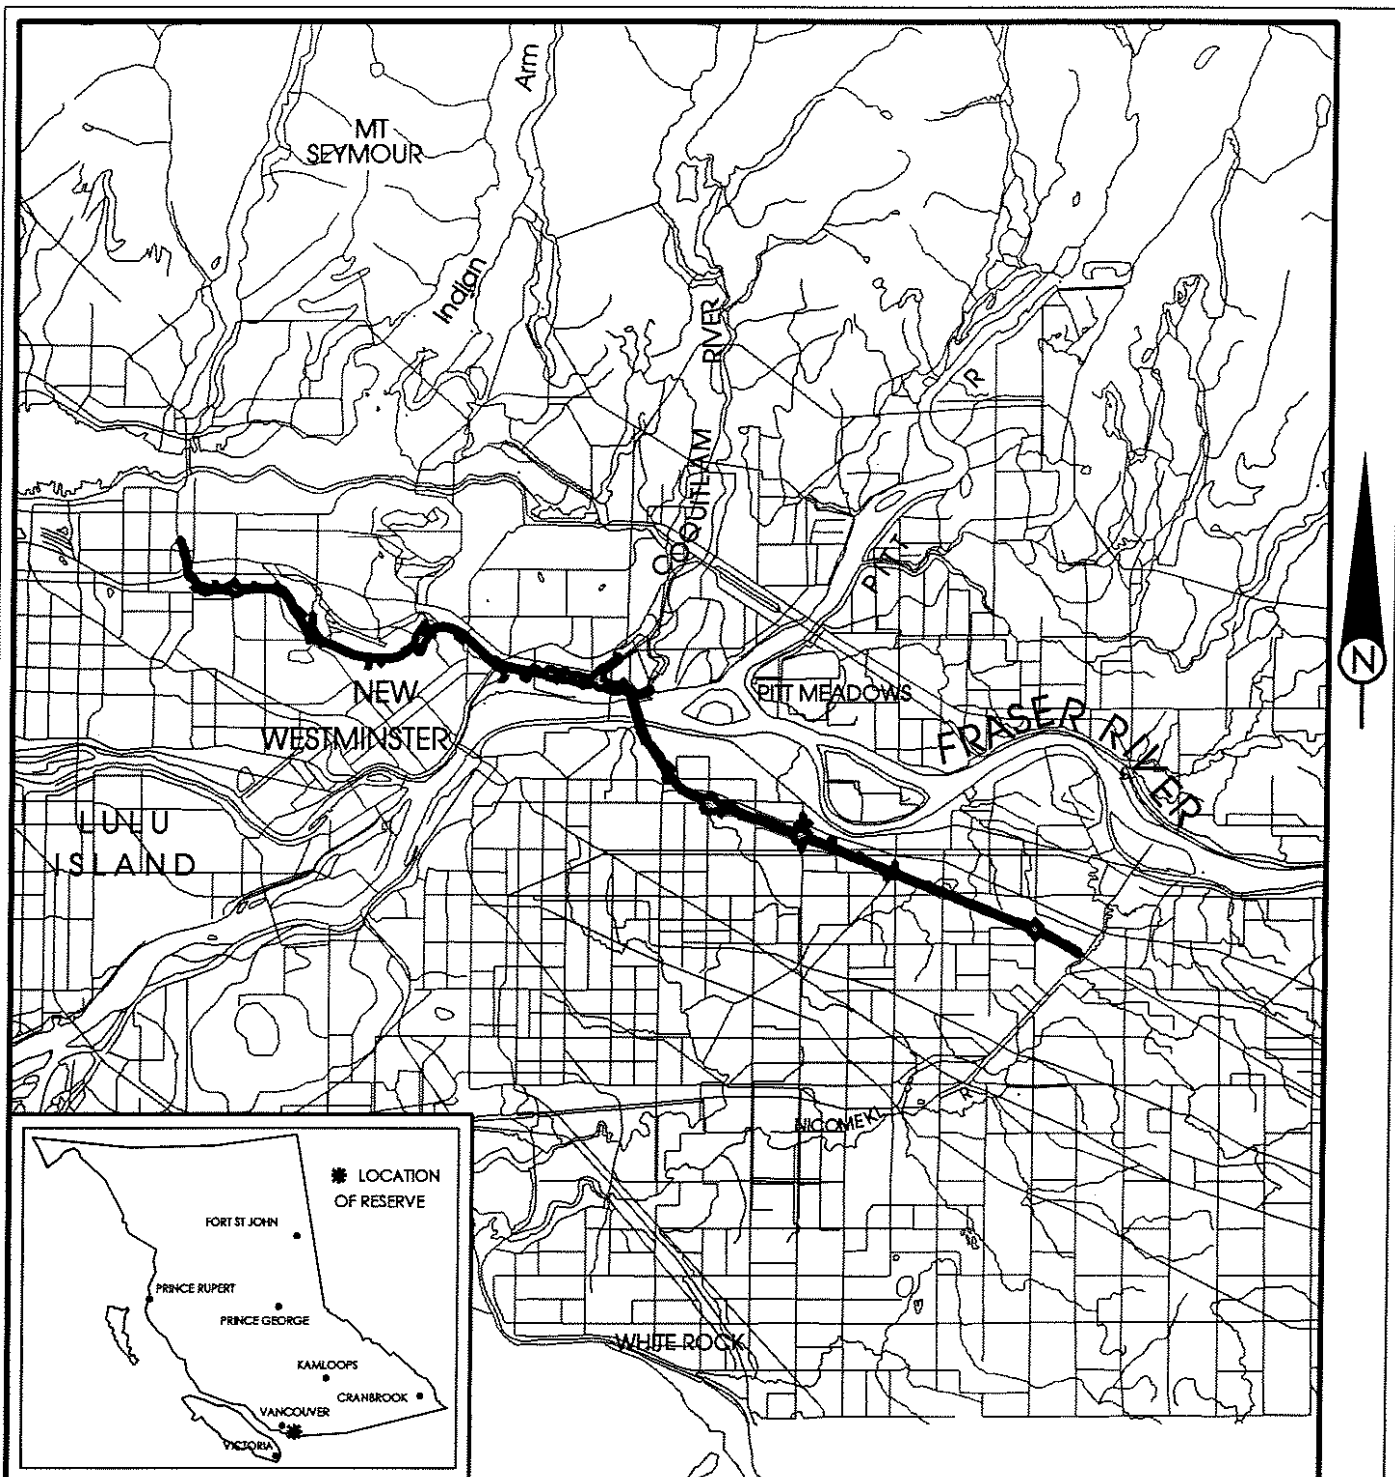 Arm
MT
SEYMOUR
Indian
RIVER
R
COQUITLAM
PITT
NEW
WESTMINSTER
PITT MEADOWS
FRASER RIVER
LULU
ISLAND
N
NICOMEKL R
WHITE ROCK
LOCATION
OF RESERVE
FORT ST JOHN
PRINCE RUPERT
PRINCE GEORGE
KAMLOOPS
CRANBROOK
VANCOUVER
VICTORIA